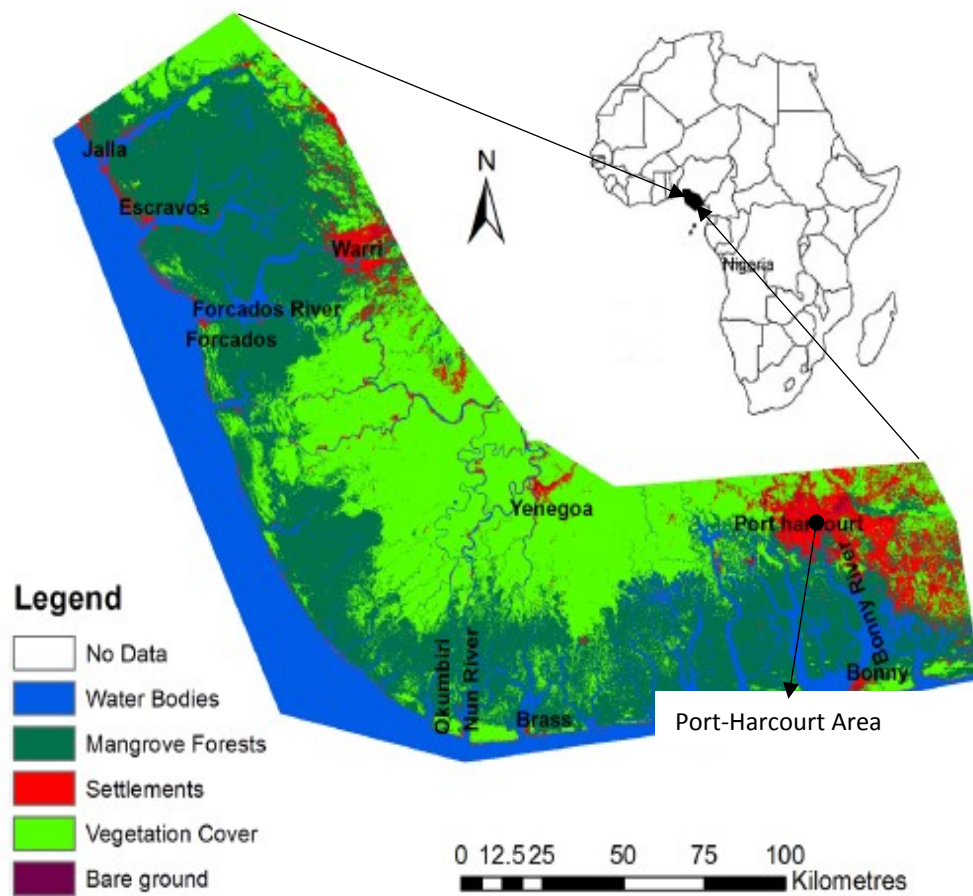 N
Jalla
Escravos
Warri
Nigeria
Forcados River
Forcados
Yenegoa
Port harcourt
Bonny River
Bonny
Okumbiri
Nun River
Brass
Port-Harcourt Area
Legend
No Data
Water Bodies
Mangrove Forests
Settlements
Vegetation Cover
Bare ground
0 12.5 25 50 75 100
Kilometres